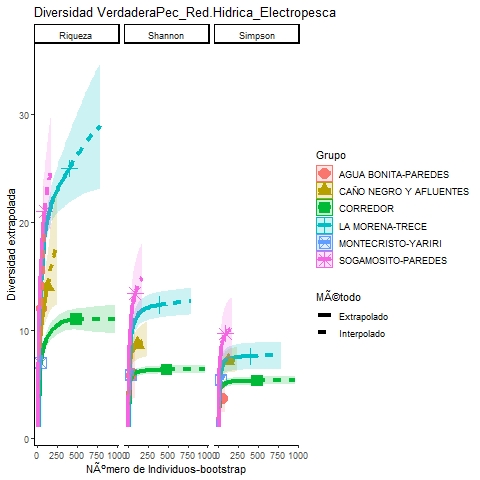 Diversidad VerdaderaPec_Red.Hidrica_Electropesca
Riqueza Shannon Simpson
Diversidad extrapolada
30
20
10
0
0 250 500 750 1000 0 250 500 750 1000 0 250 500 750 1000
NÃºmero de Individuos-bootstrap
Grupo
AGUA BONITA-PAREDES
CAÑO NEGRO Y AFLUENTES
CORREDOR
LA MORENA-TRECE
MONTECRISTO-YARIRI
SOGAMOSITO-PAREDES
MÃ©todo
Extrapolado
Interpolado